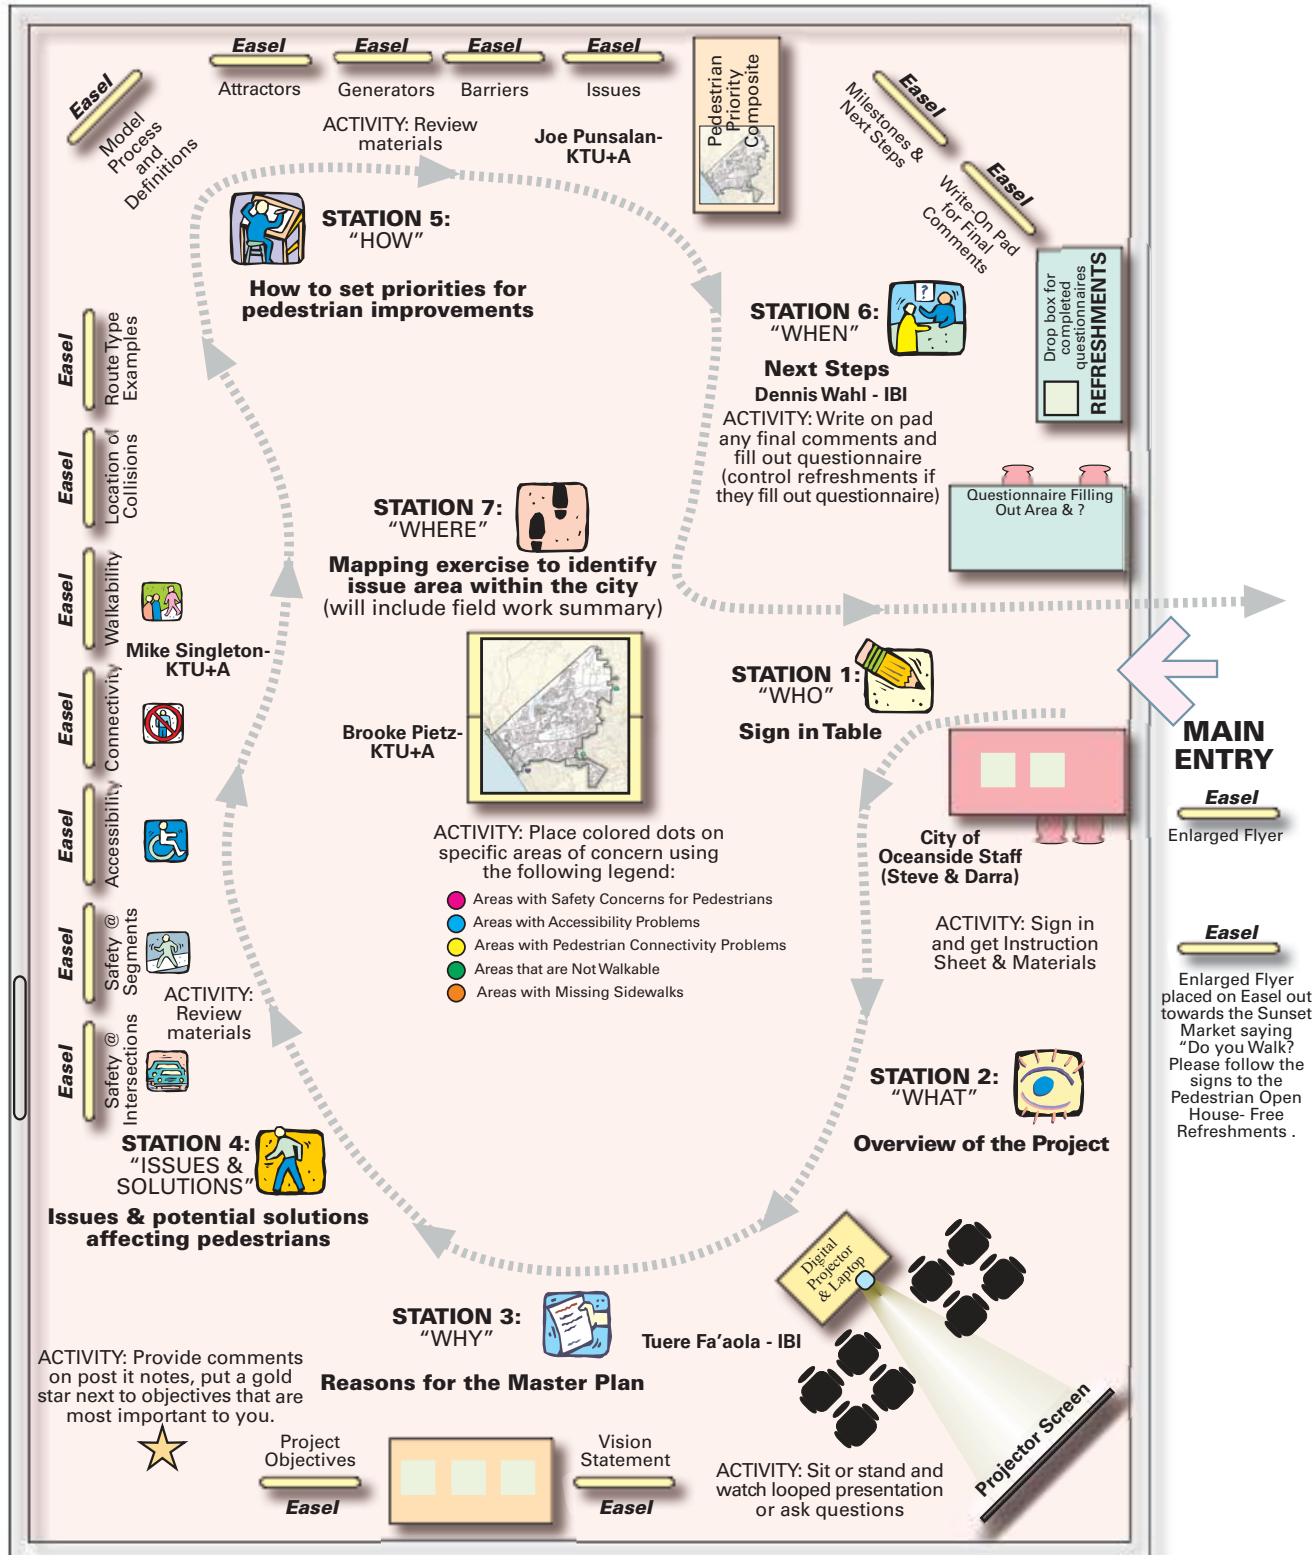 Easel
Easel
Easel
Easel
Attractors
Generators
Barriers
Issues
ACTIVITY: Review
materials
Joe Punsalan-
KTU+A
Easel
Model
Process
and
Definitions
Pedestrian
Priority
Composite
Easel
Milestones &
Next Steps
Easel
Write-On Pad
for Final
Comments
STATION 5:
“HOW”
How to set priorities for
pedestrian improvements
Drop box for
completed
questionnaires
REFRESHMENTS
STATION 6:
“WHEN”
?
Next Steps
Dennis Wahl - IBI
ACTIVITY: Write on pad
any final comments and
fill out questionnaire
(control refreshments if
they fill out questionnaire)
Questionnaire Filling
Out Area & ?
Easel
Route Type
Examples
Easel
Location of
Collisions
Easel
Walkability
Mike Singleton-
KTU+A
Easel
Connectivity
Easel
Accessibility
Easel
Safety @
Segments
ACTIVITY:
Review
materials
Easel
Safety @
Intersections
STATION 7:
“WHERE”
Mapping exercise to identify
issue area within the city
(will include field work summary)
Brooke Pietz-
KTU+A
ACTIVITY: Place colored dots on
specific areas of concern using
the following legend:
Areas with Safety Concerns for Pedestrians
Areas with Accessibility Problems
Areas with Pedestrian Connectivity Problems
Areas that are Not Walkable
Areas with Missing Sidewalks
STATION 1:
“WHO”
Sign in Table
City of
Oceanside Staff
(Steve & Darra)
ACTIVITY: Sign in
and get Instruction
Sheet & Materials
MAIN
ENTRY
Easel
Enlarged Flyer
Easel
Enlarged Flyer
placed on Easel out
towards the Sunset
Market saying
“Do you Walk?
Please follow the
signs to the
Pedestrian Open
House- Free
Refreshments .
STATION 2:
“WHAT”
Overview of the Project
STATION 4:
“ISSUES &
SOLUTIONS”
Issues & potential solutions
affecting pedestrians
STATION 3:
“WHY”
Tuere Fa’aola - IBI
Reasons for the Master Plan
ACTIVITY: Provide comments
on post it notes, put a gold
star next to objectives that are
most important to you.
Project
Objectives
Easel
Vision
Statement
Easel
Digital
Projector
& Laptop
Projector Screen
ACTIVITY: Sit or stand and
watch looped presentation
or ask questions